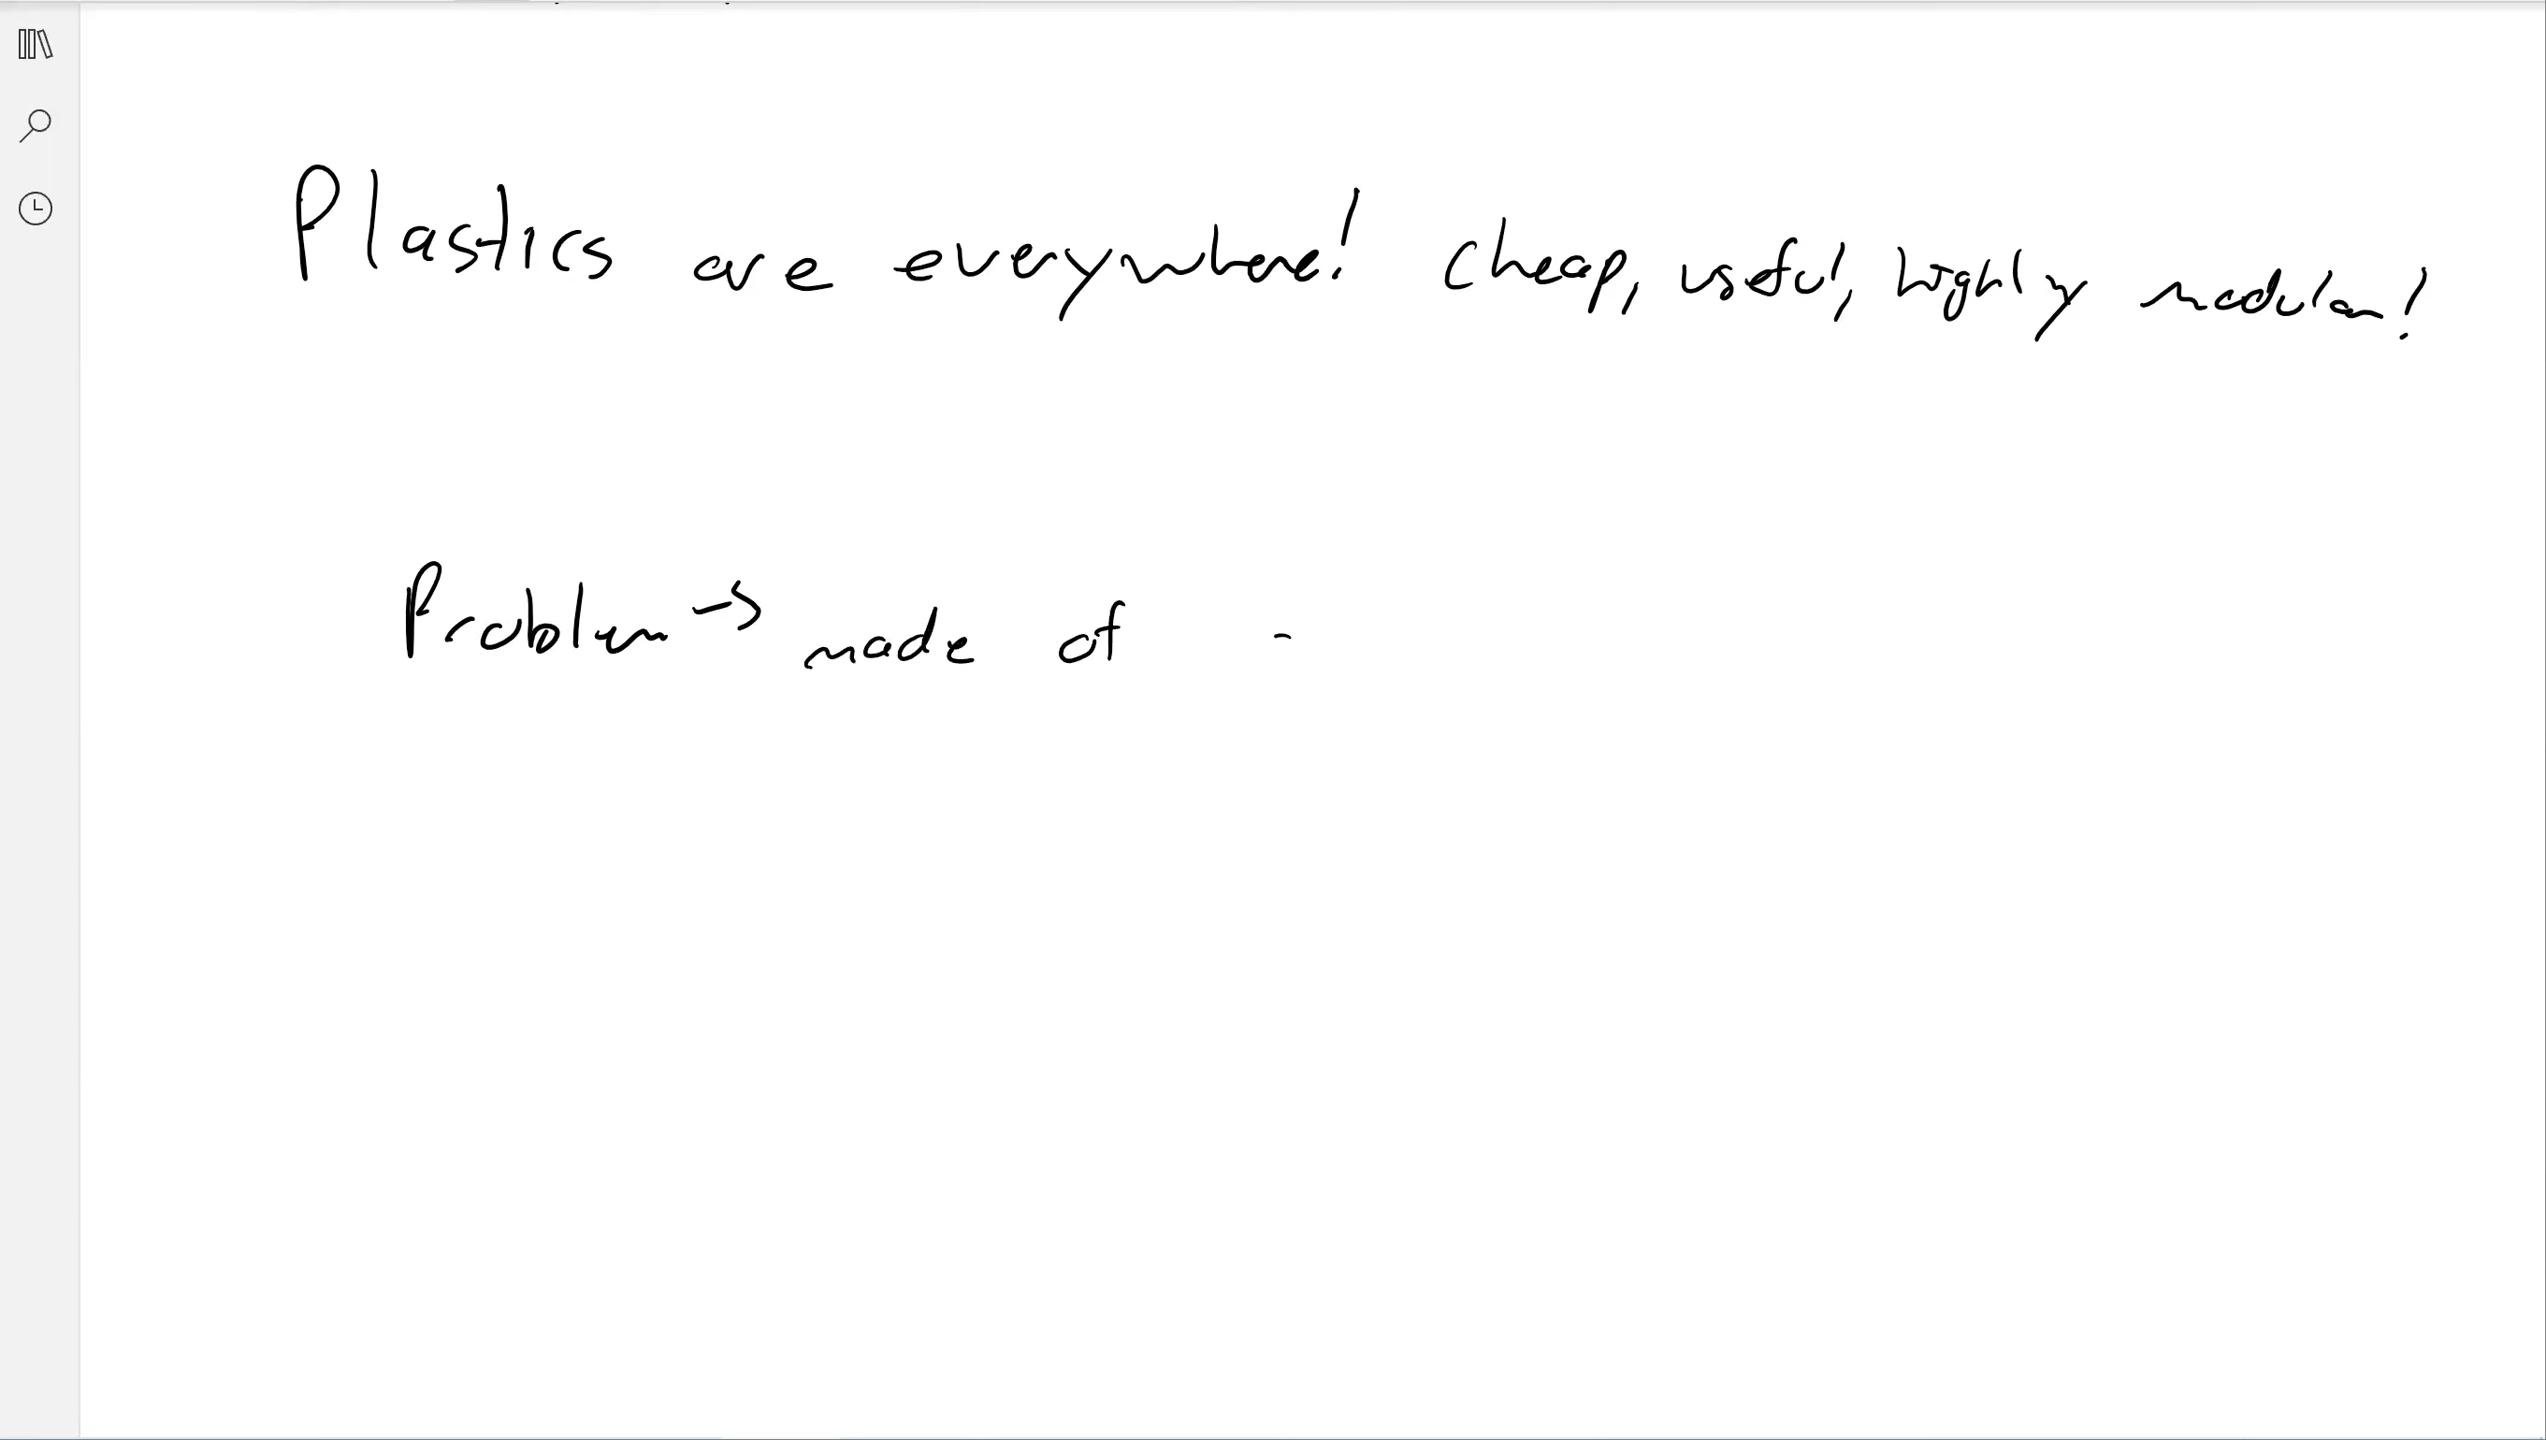 Plastics are everywhere! Cheap, useful, highly modular!
Problem → made of